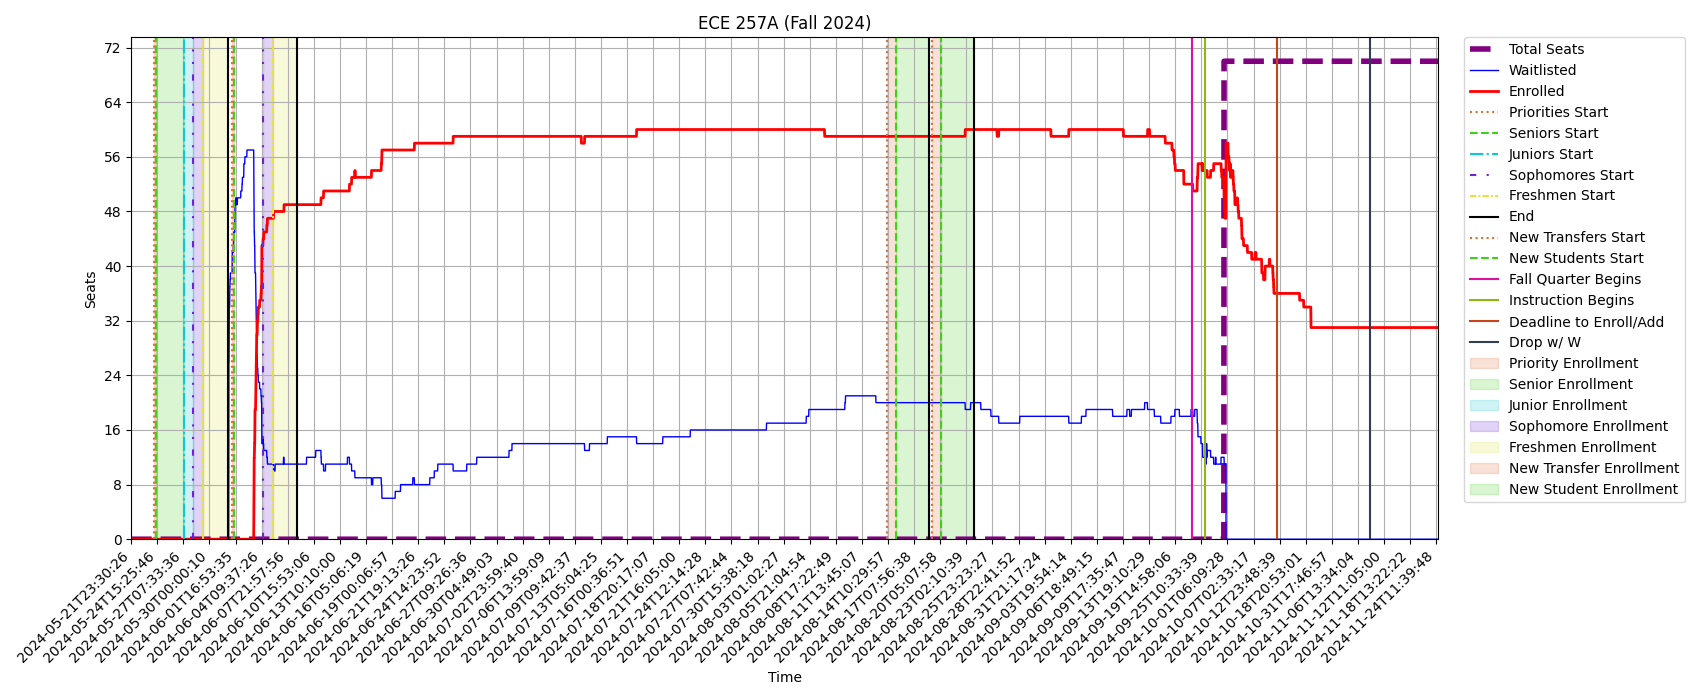 ECE 257A (Fall 2024)
Seats
72
64
56
48
40
32
24
16
8
0
2024-05-21T23:30:26
2024-05-24T15:25:46
2024-05-27T07:33:36
2024-05-30T00:00:10
2024-06-01T16:53:35
2024-06-04T09:37:26
2024-06-07T21:57:56
2024-06-10T15:53:06
2024-06-13T10:10:00
2024-06-16T05:06:19
2024-06-19T00:06:57
2024-06-21T19:13:26
2024-06-24T14:23:52
2024-06-27T09:26:36
2024-06-30T04:49:03
2024-07-02T23:59:40
2024-07-06T13:59:09
2024-07-09T09:42:37
2024-07-13T05:04:25
2024-07-16T00:36:51
2024-07-18T20:17:07
2024-07-21T16:05:00
2024-07-24T12:14:28
2024-07-27T07:42:44
2024-07-30T15:38:18
2024-08-03T01:02:27
2024-08-05T21:04:54
2024-08-08T17:22:49
2024-08-11T13:45:07
2024-08-14T10:29:57
2024-08-17T07:56:38
2024-08-20T05:07:58
2024-08-23T02:10:39
2024-08-25T23:23:27
2024-08-28T22:41:52
2024-08-31T21:17:24
2024-09-03T19:54:14
2024-09-06T18:49:15
2024-09-09T17:35:47
2024-09-13T19:10:29
2024-09-19T14:58:06
2024-09-25T10:33:39
2024-10-01T06:09:28
2024-10-07T02:33:17
2024-10-12T23:48:39
2024-10-18T20:53:01
2024-10-31T17:46:57
2024-11-06T13:34:04
2024-11-12T11:05:00
2024-11-18T13:22:22
2024-11-24T11:39:48
Time
Total Seats
Waitlisted
Enrolled
Priorities Start
Seniors Start
Juniors Start
Sophomores Start
Freshmen Start
End
New Transfers Start
New Students Start
Fall Quarter Begins
Instruction Begins
Deadline to Enroll/Add
Drop w/ W
Priority Enrollment
Senior Enrollment
Junior Enrollment
Sophomore Enrollment
Freshmen Enrollment
New Transfer Enrollment
New Student Enrollment